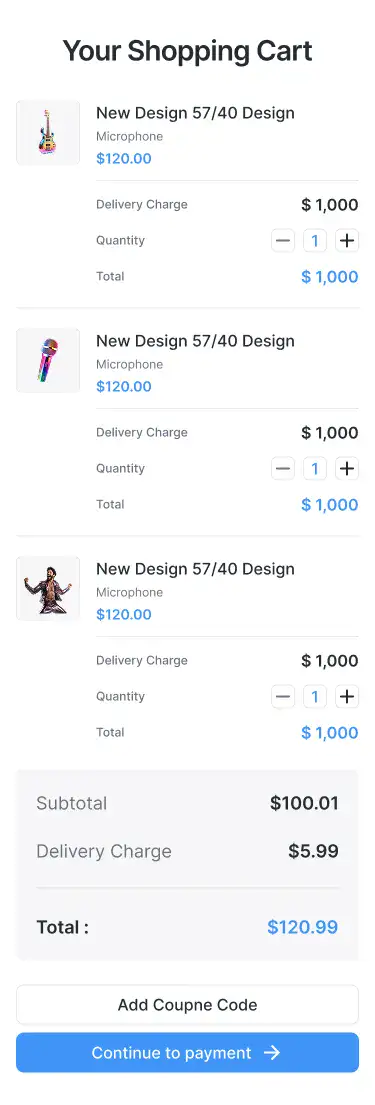 Your Shopping Cart
New Design 57/40 Design
Microphone
$120.00
Delivery Charge $ 1,000
Quantity 1
Total $ 1,000
New Design 57/40 Design
Microphone
$120.00
Delivery Charge $ 1,000
Quantity 1
Total $ 1,000
New Design 57/40 Design
Microphone
$120.00
Delivery Charge $ 1,000
Quantity 1
Total $ 1,000
Subtotal $100.01
Delivery Charge $5.99
Total : $120.99
Add Coupne Code
Continue to payment